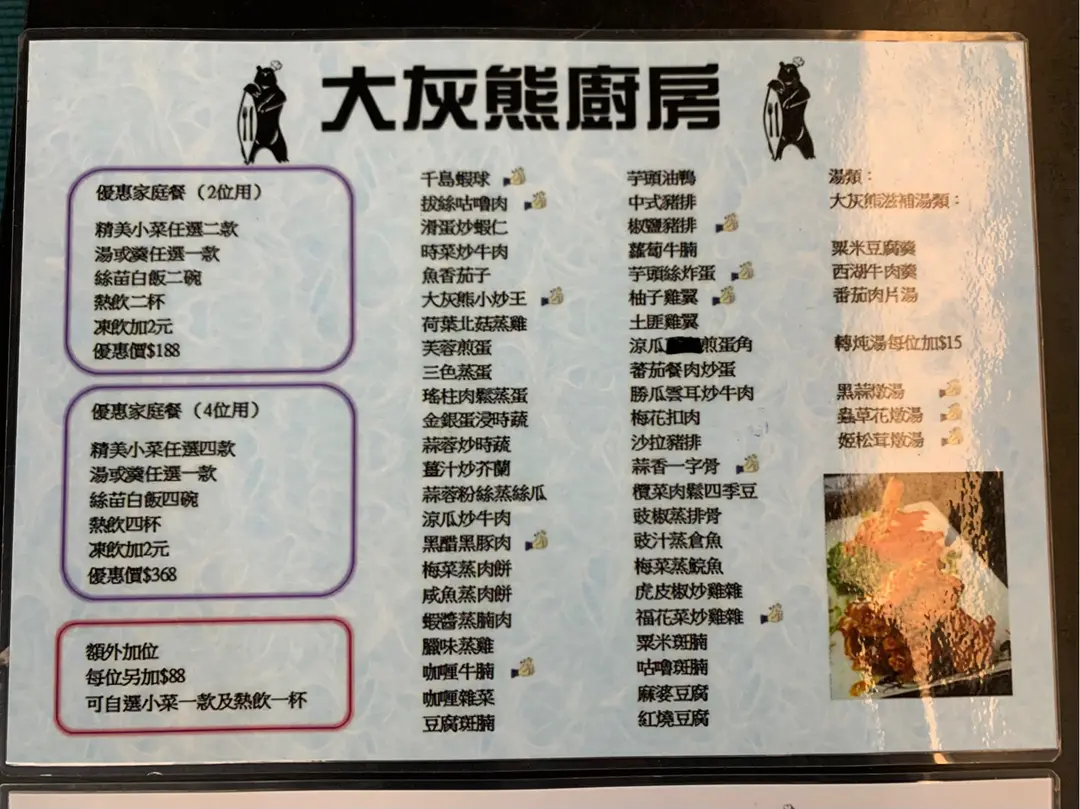 大灰熊廚房
優惠家庭餐（2位用）
精美小菜任選二款
湯或羹任選一款
絲苗白飯二碗
熱飲二杯
凍飲加2元
優惠價$188
優惠家庭餐（4位用）
精美小菜任選四款
湯或羹任選一款
絲苗白飯四碗
熱飲四杯
凍飲加2元
優惠價$368
額外加位
每位另加$88
可自選小菜一款及熱飲一杯
千島蝦球
拔絲咕嚕肉
滑蛋炒蝦仁
時菜炒牛肉
魚香茄子
大灰熊小炒王
荷葉北菇蒸雞
芙蓉煎蛋
三色蒸蛋
瑤柱肉鬆蒸蛋
金銀蛋浸時蔬
蒜蓉炒時蔬
薑汁炒芥蘭
蒜蓉粉絲蒸絲瓜
涼瓜炒牛肉
黑醋黑豚肉
梅菜蒸肉餅
咸魚蒸肉餅
蝦醬蒸腩肉
臘味蒸雞
咖喱牛腩
咖喱雜菜
豆腐斑腩
芋頭油鴨
中式豬排
椒鹽豬排
蘿蔔牛腩
芋頭絲炸蛋
柚子雞翼
土匪雞翼
涼瓜煎蛋角
蕃茄餐肉炒蛋
勝瓜雲耳炒牛肉
梅花扣肉
沙拉豬排
蒜香一字骨
欖菜肉鬆四季豆
豉椒蒸排骨
豉汁蒸倉魚
梅菜蒸鯇魚
虎皮椒炒雞雜
福花菜炒雞雜
粟米斑腩
咕嚕斑腩
麻婆豆腐
紅燒豆腐
湯類：
大灰熊滋補湯類：
粟米豆腐羹
西湖牛肉羹
番茄肉片湯
轉炖湯每位加$15
黑蒜燉湯
蟲草花燉湯
姬松茸燉湯